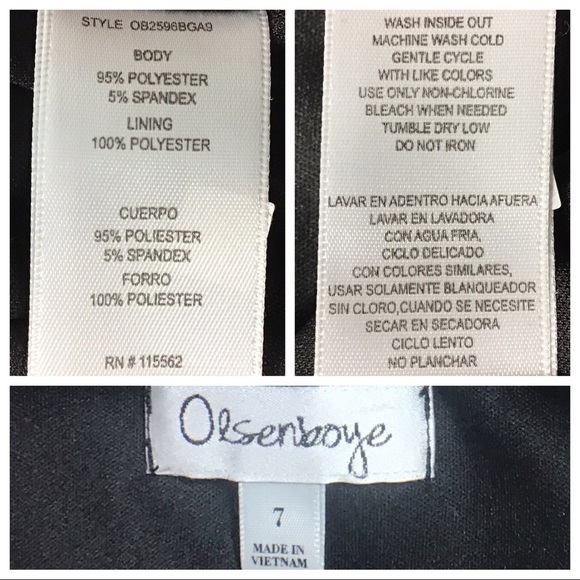 STYLE OB2596BGA9
BODY
95% POLYESTER
5% SPANDEX
LINING
100% POLYESTER
CUERPO
95% POLIESTER
5% SPANDEX
FORRO
100% POLIESTER
RN # 115562
WASH INSIDE OUT
MACHINE WASH COLD
GENTLE CYCLE
WITH LIKE COLORS
USE ONLY NON-CHLORINE
BLEACH WHEN NEEDED
TUMBLE DRY LOW
DO NOT IRON
LAVAR EN ADENTRO HACIA AFUERA
LAVAR EN LAVADORA
CON AGUA FRIA,
CICLO DELICADO
CON COLORES SIMILARES,
USAR SOLAMENTE BLANQUEADOR
SIN CLORO,CUANDO SE NECESITE
SECAR EN SECADORA
CICLO LENTO
NO PLANCHAR
Olsenboye
7
MADE IN
VIETNAM